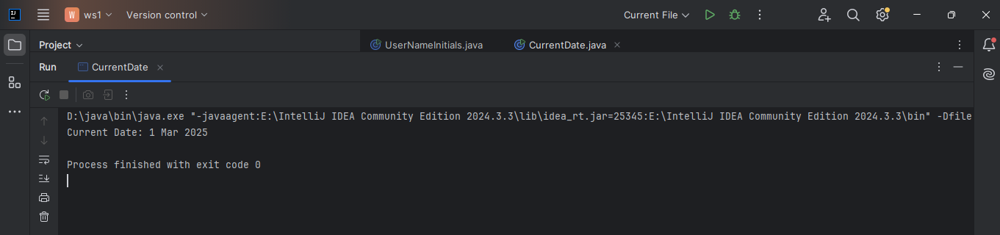 IJ
W ws1 Version control Current File
Project UserNameInitials.java CurrentDate.java
Run CurrentDate
D:\java\bin\java.exe "-javaagent:E:\IntelliJ IDEA Community Edition 2024.3.3\lib\idea_rt.jar=25345:E:\IntelliJ IDEA Community Edition 2024.3.3\bin" -Dfile
Current Date: 1 Mar 2025
Process finished with exit code 0